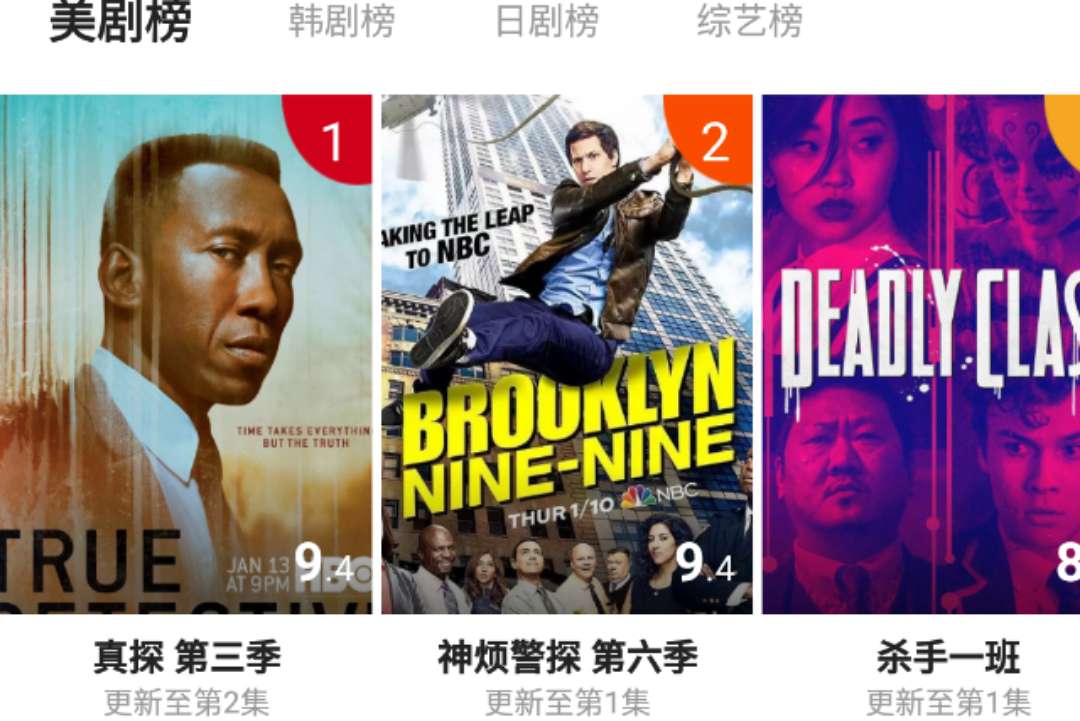 美剧榜 韩剧榜 日剧榜 综艺榜
1
TIME TAKES EVERYTHIN
BUT THE TRUTH
TRUE
JAN 13
AT 9PM HBO
DETECTIV
9.4
真探 第三季
更新至第2集
2
AKING THE LEAP
TO NBC
BROOKLYN
NINE-NINE
THUR 1/10 NBC
9.4
神烦警探 第六季
更新至第1集
DEADLY CLAS
8
杀手一班
更新至第1集